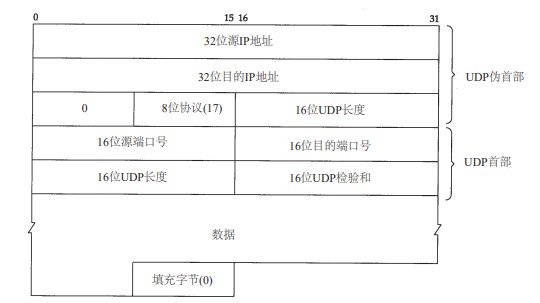 0 15 16 31
32位源IP地址
32位目的IP地址
UDP伪首部
0 8位协议(17) 16位UDP长度
16位源端口号 16位目的端口号
UDP首部
16位UDP长度 16位UDP检验和
数据
填充字节(0)